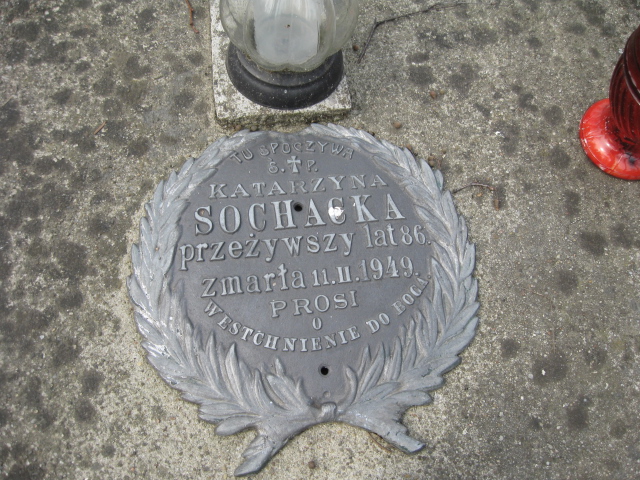 TU SPOCZYWA
Ś.✝P.
KATARZYNA
SOCHACKA
przeżywszy lat 86.
zmarła 11.II.1949.
PROSI
O
WESTCHNIENIE DO BOGA